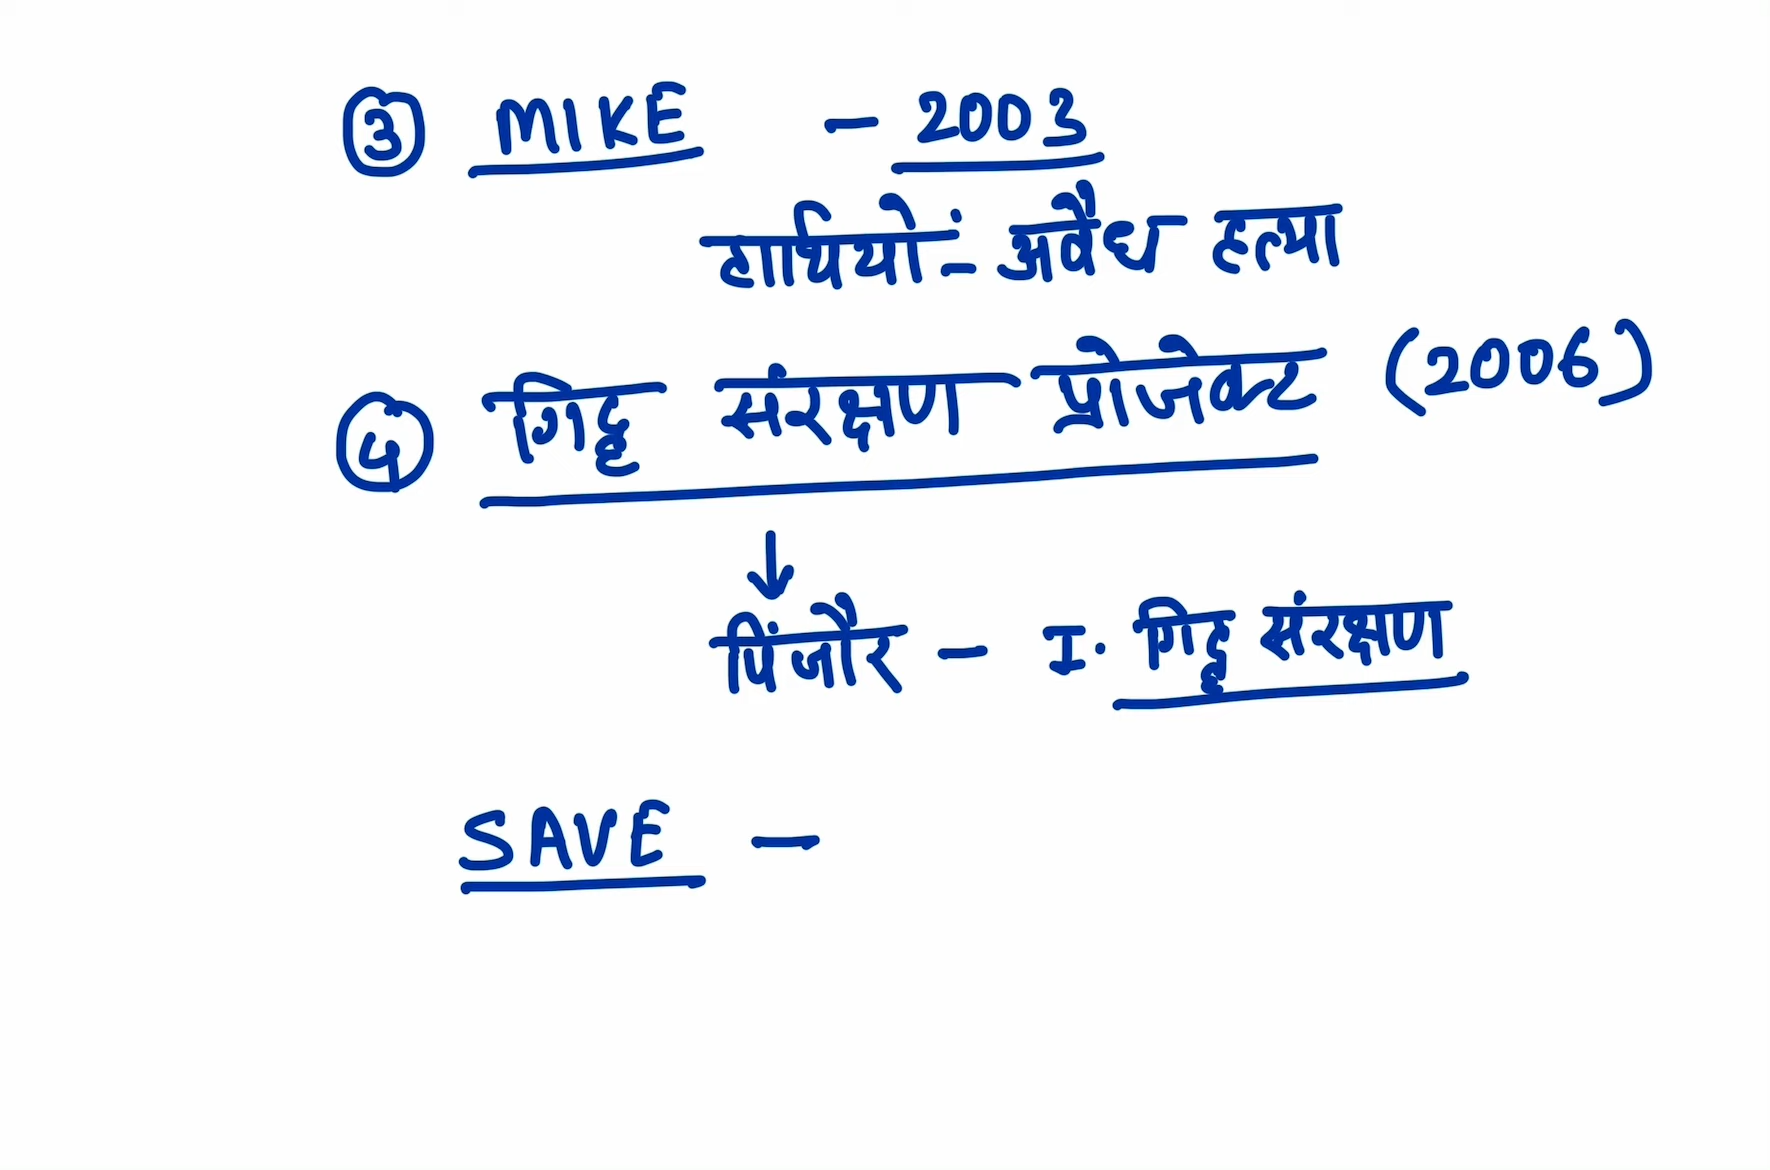 ③ MIKE - 2003
हाथियों - अवैध हत्या
④ गिद्ध संरक्षण प्रोजेक्ट (2006)
↓
पिंजौर - I. गिद्ध संरक्षण
SAVE -